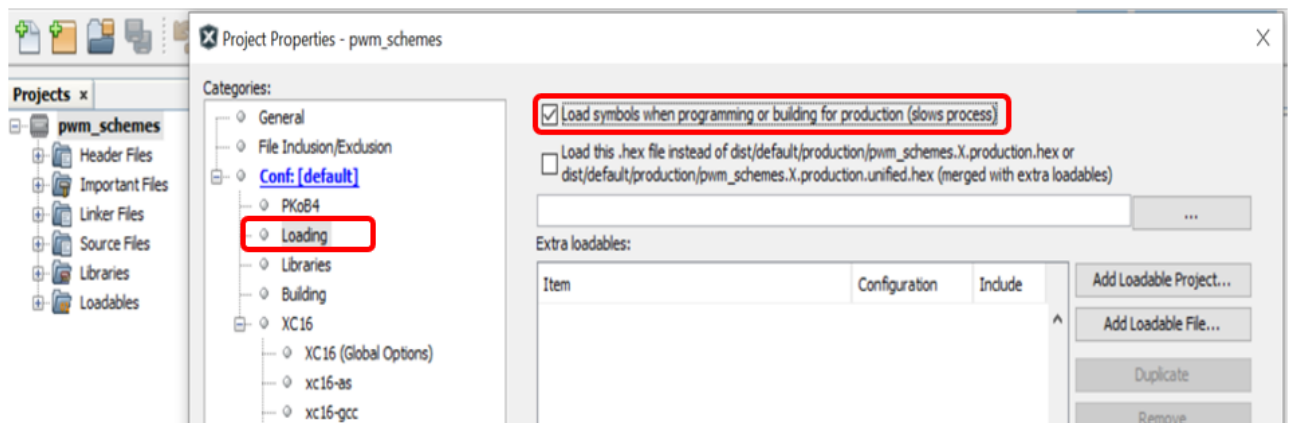 Project Properties - pwm_schemes
Projects ×
pwm_schemes
Header Files
Important Files
Linker Files
Source Files
Libraries
Loadables
Categories:
General
File Inclusion/Exclusion
Conf: [default]
PKoB4
Loading
Libraries
Building
XC16
XC16 (Global Options)
xc16-as
xc16-gcc
Load symbols when programming or building for production (slows process)
Load this .hex file instead of dist/default/production/pwm_schemes.X.production.hex or
dist/default/production/pwm_schemes.X.production.unified.hex (merged with extra loadables)
...
Extra loadables:
Item Configuration Include
Add Loadable Project...
Add Loadable File...
Duplicate
Remove